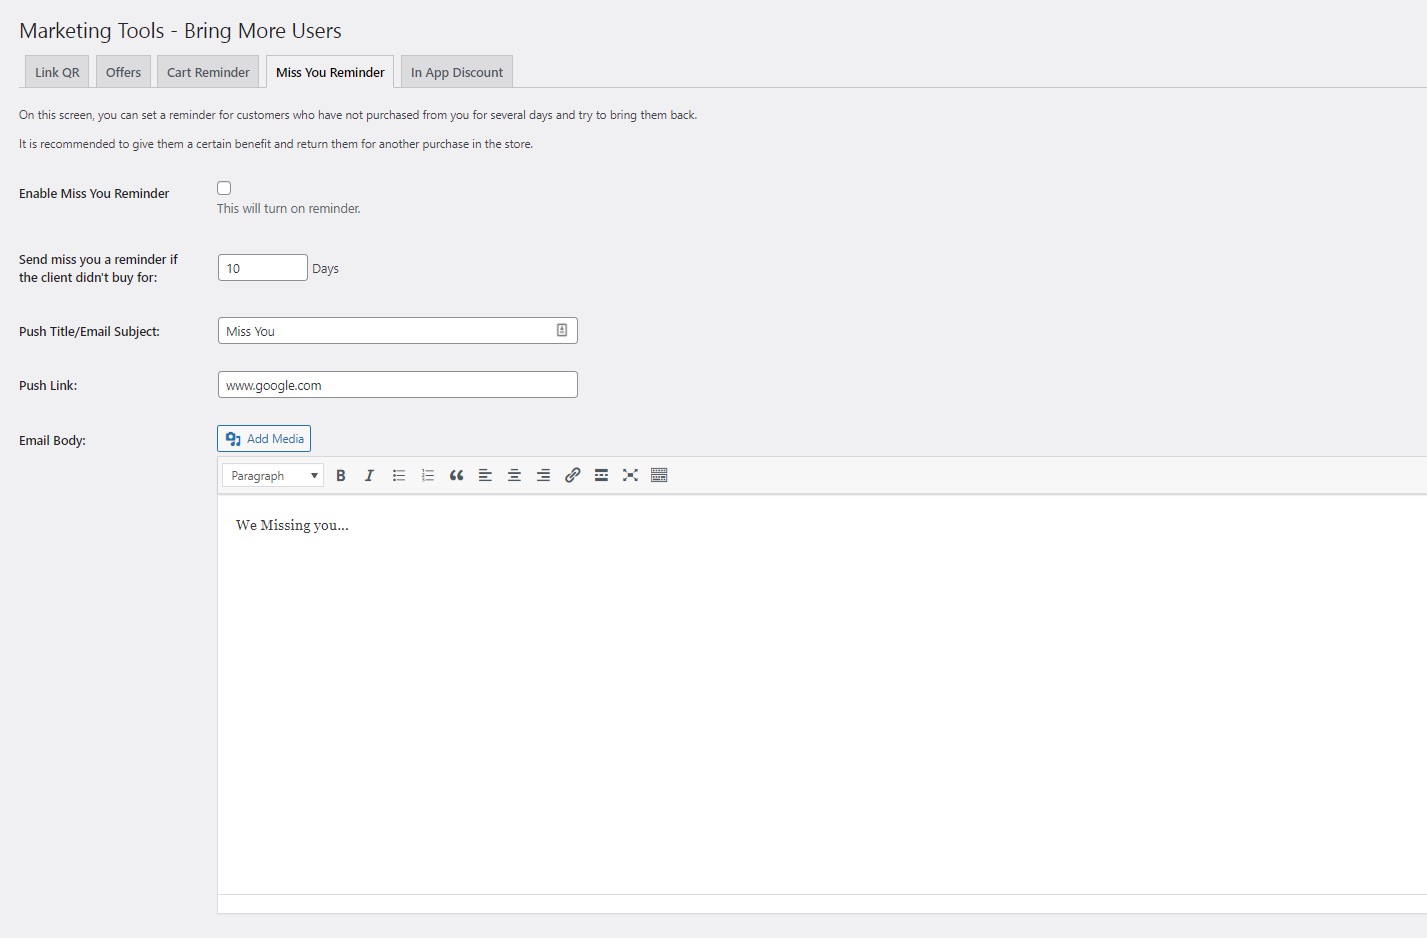 Marketing Tools - Bring More Users
Link QR Offers Cart Reminder Miss You Reminder In App Discount
On this screen, you can set a reminder for customers who have not purchased from you for several days and try to bring them back.
It is recommended to give them a certain benefit and return them for another purchase in the store.
Enable Miss You Reminder
This will turn on reminder.
Send miss you a reminder if
the client didn't buy for:
10 Days
Push Title/Email Subject: Miss You
Push Link: www.google.com
Email Body: Add Media
Paragraph
We Missing you...